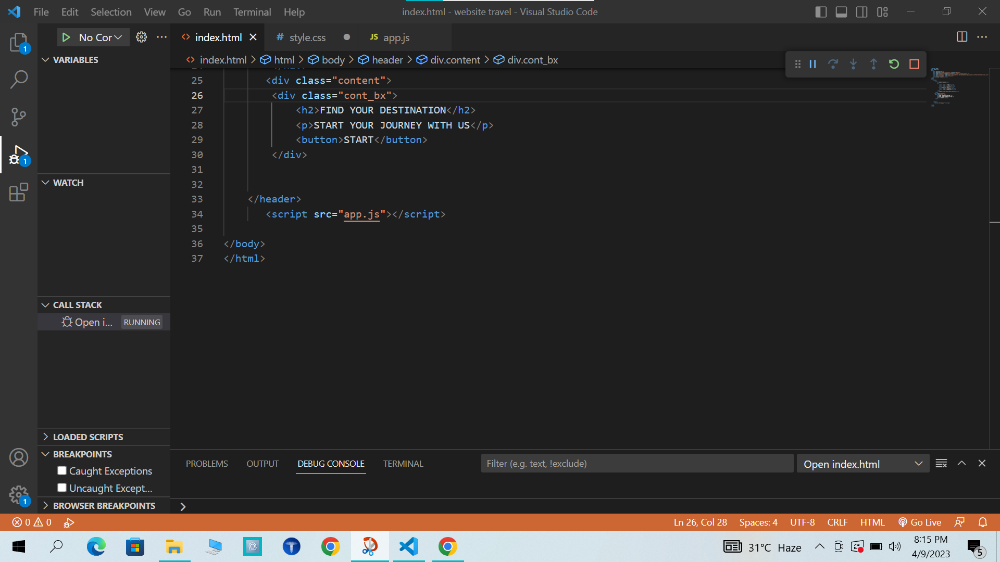 File Edit Selection View Go Run Terminal Help
index.html - website travel - Visual Studio Code
No Cor
index.html
# style.css
JS app.js
index.html > html > body > header > div.content > div.cont_bx
VARIABLES
WATCH
CALL STACK
Open i... RUNNING
LOADED SCRIPTS
BREAKPOINTS
Caught Exceptions
Uncaught Except...
BROWSER BREAKPOINTS
25 <div class="content">
26 <div class="cont_bx">
27 <h2>FIND YOUR DESTINATION</h2>
28 <p>START YOUR JOURNEY WITH US</p>
29 <button>START</button>
30 </div>
31
32
33 </header>
34 <script src="app.js"></script>
35
36 </body>
37 </html>
PROBLEMS OUTPUT DEBUG CONSOLE TERMINAL
Filter (e.g. text, !exclude)
Open index.html
1
1
1
0 0
Ln 26, Col 28 Spaces: 4 UTF-8 CRLF HTML Go Live
31°C Haze
8:15 PM
4/9/2023
5